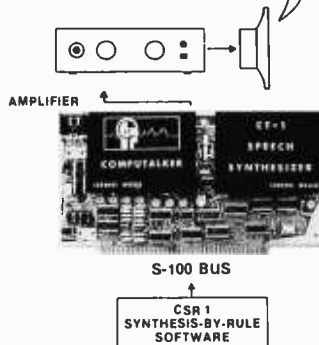 AMPLIFIER
COMPUTALKER
CT-1
SPEECH
SYNTHESIZER
S-100 BUS
CSR 1
SYNTHESIS-BY-RULE
SOFTWARE